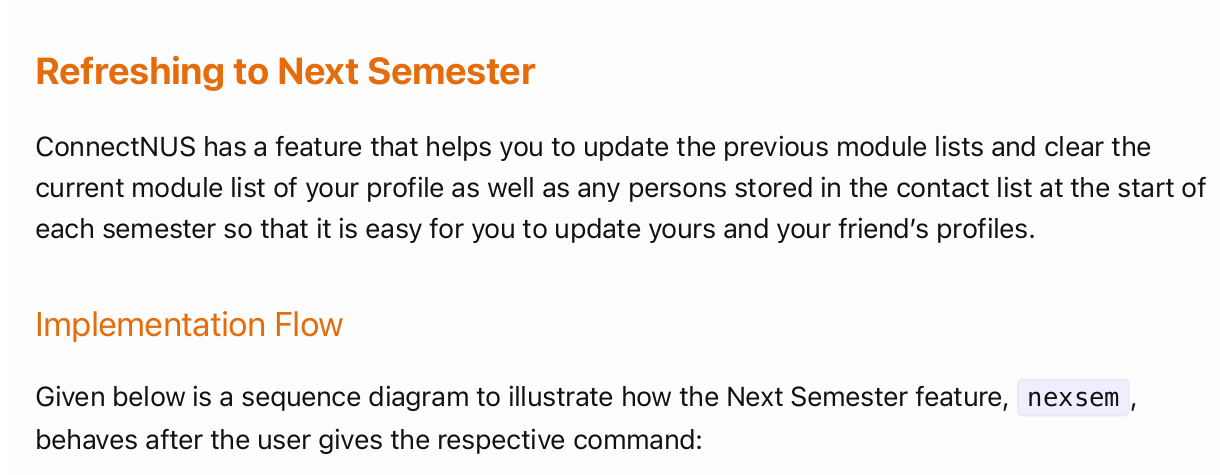 Refreshing to Next Semester
ConnectNUS has a feature that helps you to update the previous module lists and clear the
current module list of your profile as well as any persons stored in the contact list at the start of
each semester so that it is easy for you to update yours and your friend’s profiles.
Implementation Flow
Given below is a sequence diagram to illustrate how the Next Semester feature, nexsem ,
behaves after the user gives the respective command: